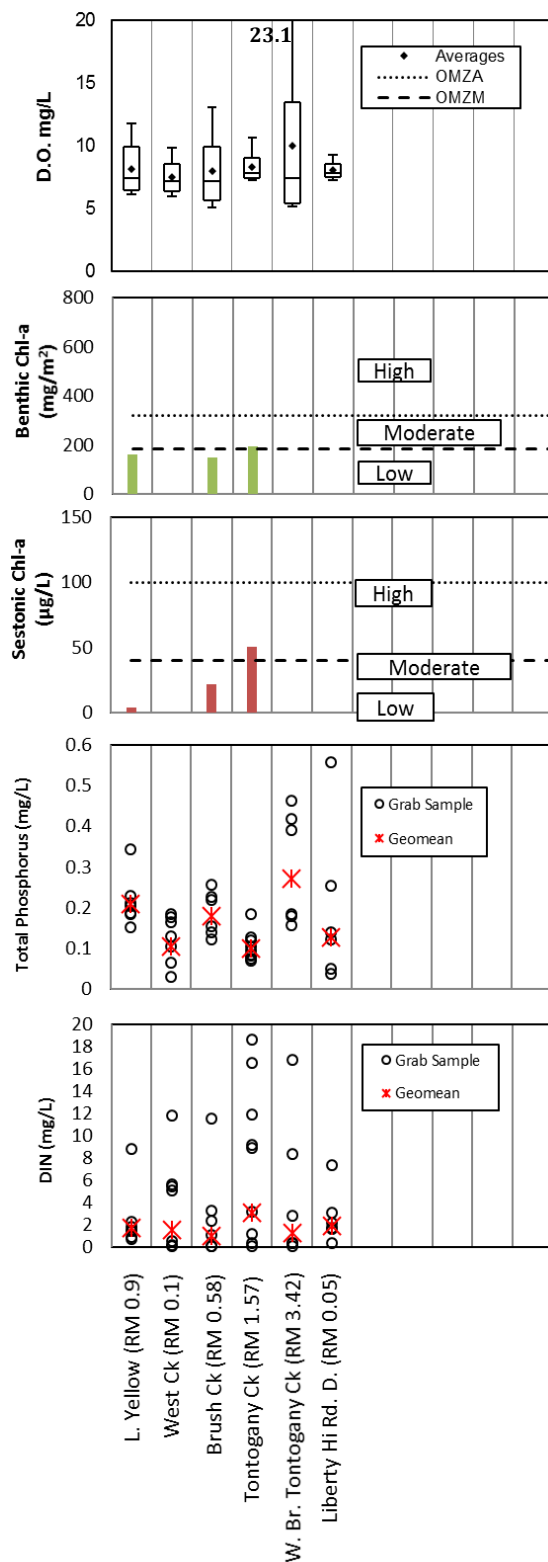 23.1
D.O. mg/L
20
15
10
5
0
Averages
OMZA
OMZM
Benthic Chl-a
(mg/m²)
800
600
400
200
0
High
Moderate
Low
Sestonic Chl-a
(µg/L)
150
100
50
0
High
Moderate
Low
Total Phosphorus (mg/L)
0.6
0.5
0.4
0.3
0.2
0.1
0
Grab Sample
Geomean
DIN (mg/L)
20
18
16
14
12
10
8
6
4
2
0
Grab Sample
Geomean
L. Yellow (RM 0.9)
West Ck (RM 0.1)
Brush Ck (RM 0.58)
Tontogany Ck (RM 1.57)
W. Br. Tontogany Ck (RM 3.42)
Liberty Hi Rd. D. (RM 0.05)